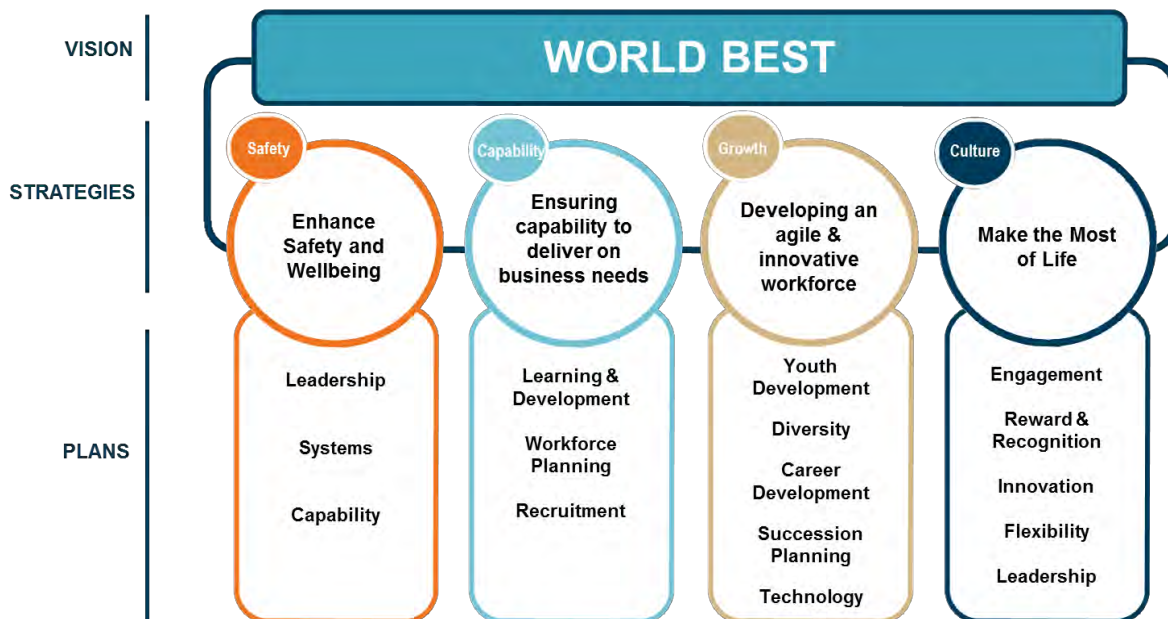 VISION
WORLD BEST
STRATEGIES
Safety
Enhance
Safety and
Wellbeing
Capability
Ensuring
capability to
deliver on
business needs
Growth
Developing an
agile &
innovative
workforce
Culture
Make the Most
of Life
PLANS
Leadership
Systems
Capability
Learning &
Development
Workforce
Planning
Recruitment
Youth
Development
Diversity
Career
Development
Succession
Planning
Technology
Engagement
Reward &
Recognition
Innovation
Flexibility
Leadership